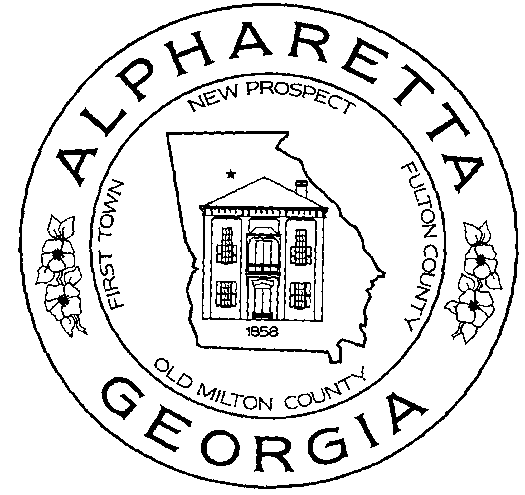 ALPHARETTA
NEW PROSPECT
FIRST TOWN
FULTON COUNTY
1858
OLD MILTON COUNTY
GEORGIA